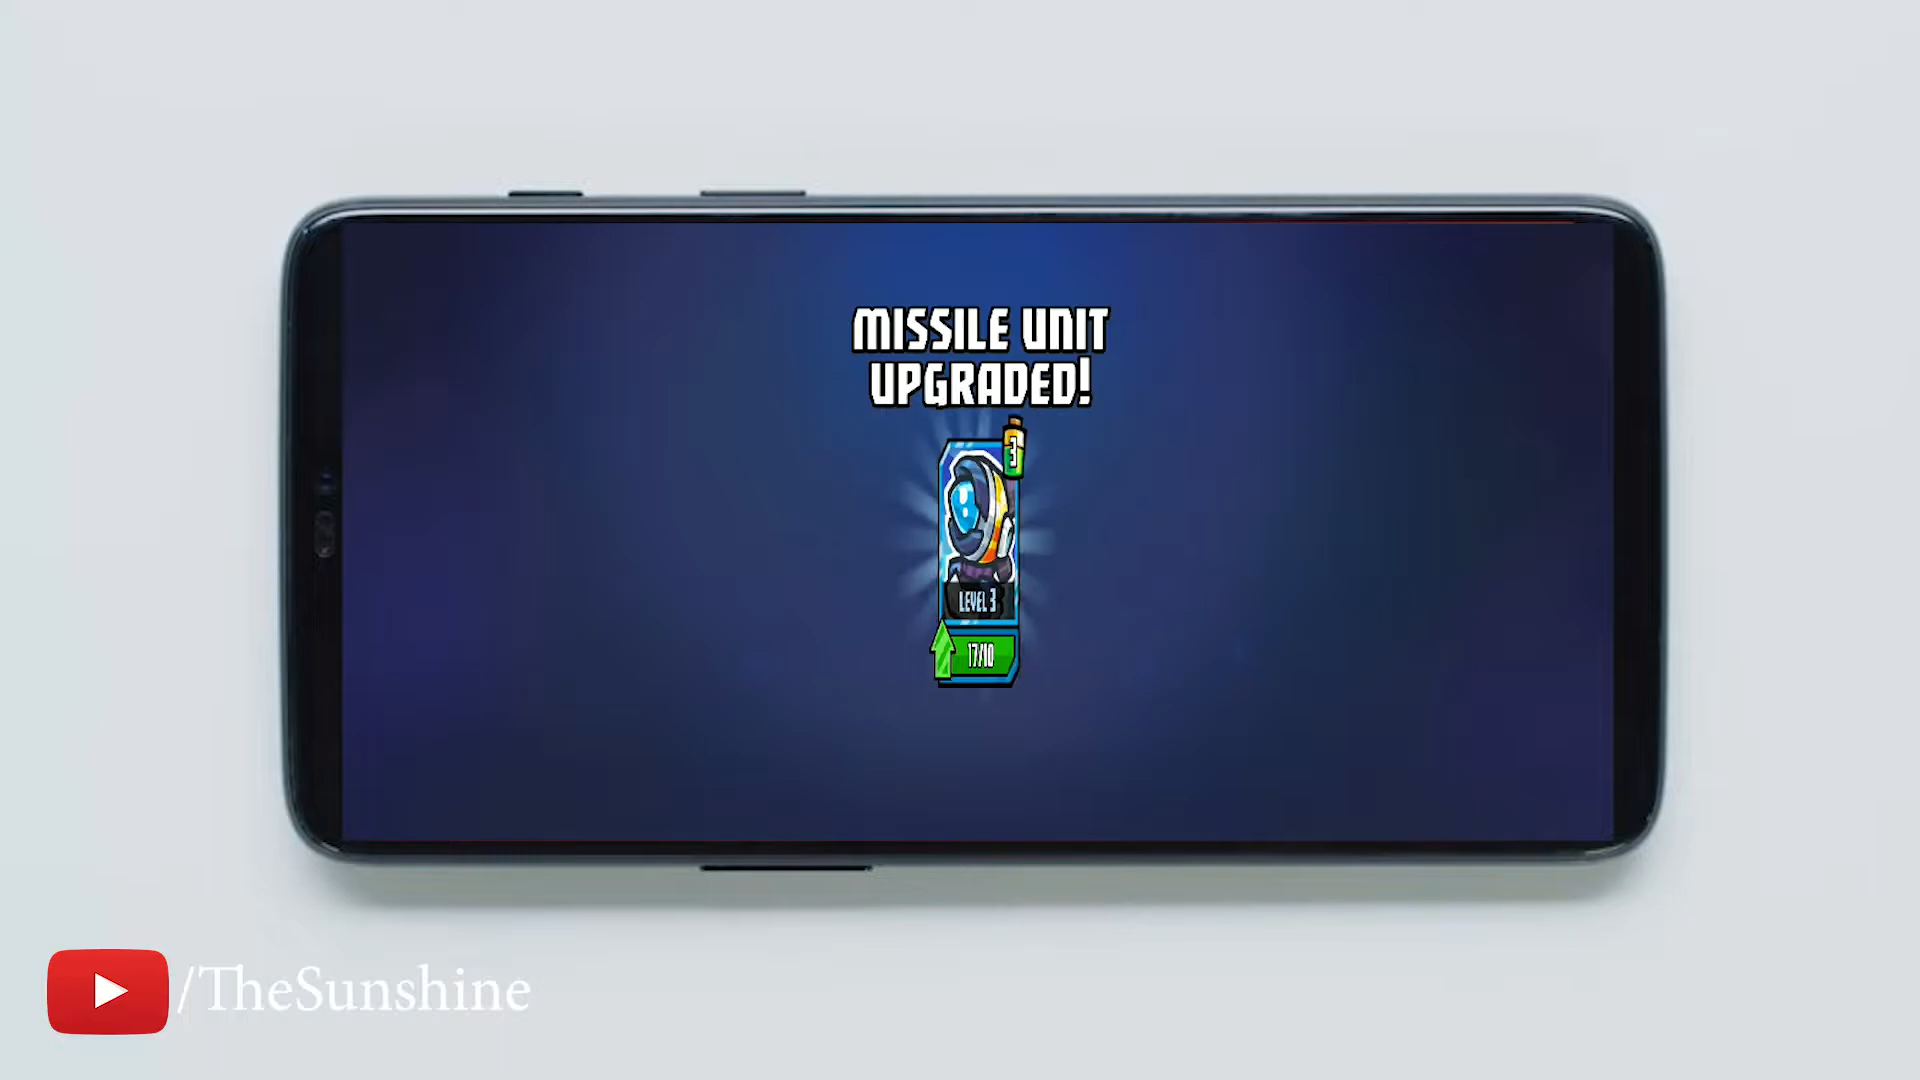 MISSILE UNIT
UPGRADED!
3
LEVEL 3
17/10
/TheSunshine